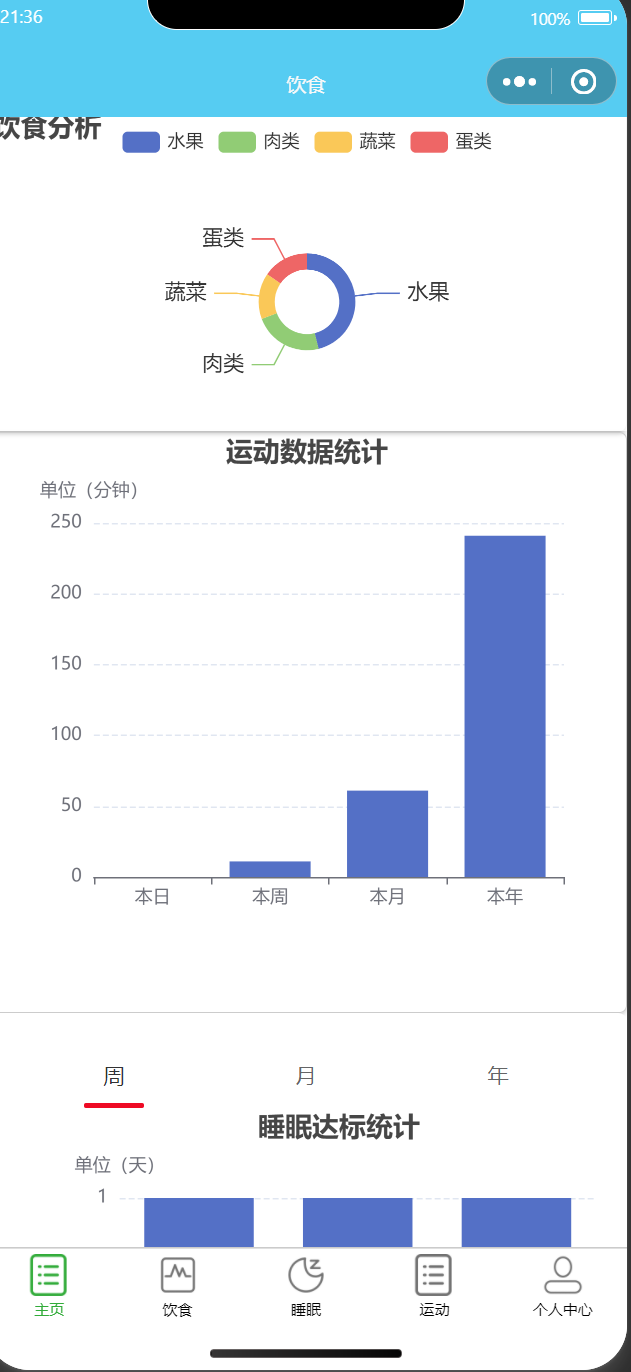 21:36
100%
饮食
饮食分析
水果 肉类 蔬菜 蛋类
蛋类
蔬菜
水果
肉类
运动数据统计
单位（分钟）
250
200
150
100
50
0
本日 本周 本月 本年
周 月 年
睡眠达标统计
单位（天）
1
主页 饮食 睡眠 运动 个人中心